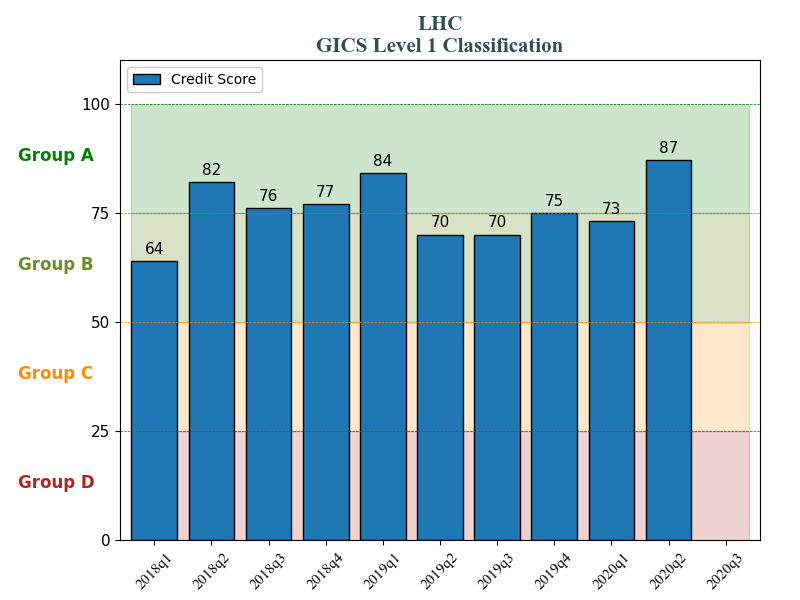 LHC
GICS Level 1 Classification
Credit Score
100
Group A
87
84
82
77
76
75
73
75
70
70
64
Group B
50
Group C
25
Group D
0
2018q1
2018q2
2018q3
2018q4
2019q1
2019q2
2019q3
2019q4
2020q1
2020q2
2020q3